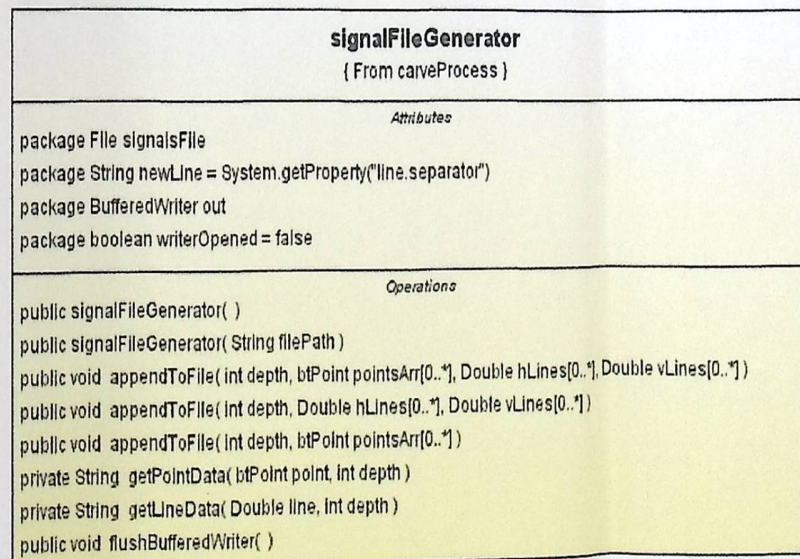 signalFileGenerator
{ From carveProcess }
Attributes
package File signalsFile
package String newLine = System.getProperty("line.separator")
package BufferedWriter out
package boolean writerOpened = false
Operations
public signalFileGenerator( )
public signalFileGenerator( String filePath )
public void appendToFile( int depth, btPoint pointsArr[0..*], Double hLines[0..*], Double vLines[0..*] )
public void appendToFile( int depth, Double hLines[0..*], Double vLines[0..*] )
public void appendToFile( int depth, btPoint pointsArr[0..*] )
private String getPointData( btPoint point, int depth )
private String getLineData( Double line, int depth )
public void flushBufferedWriter( )